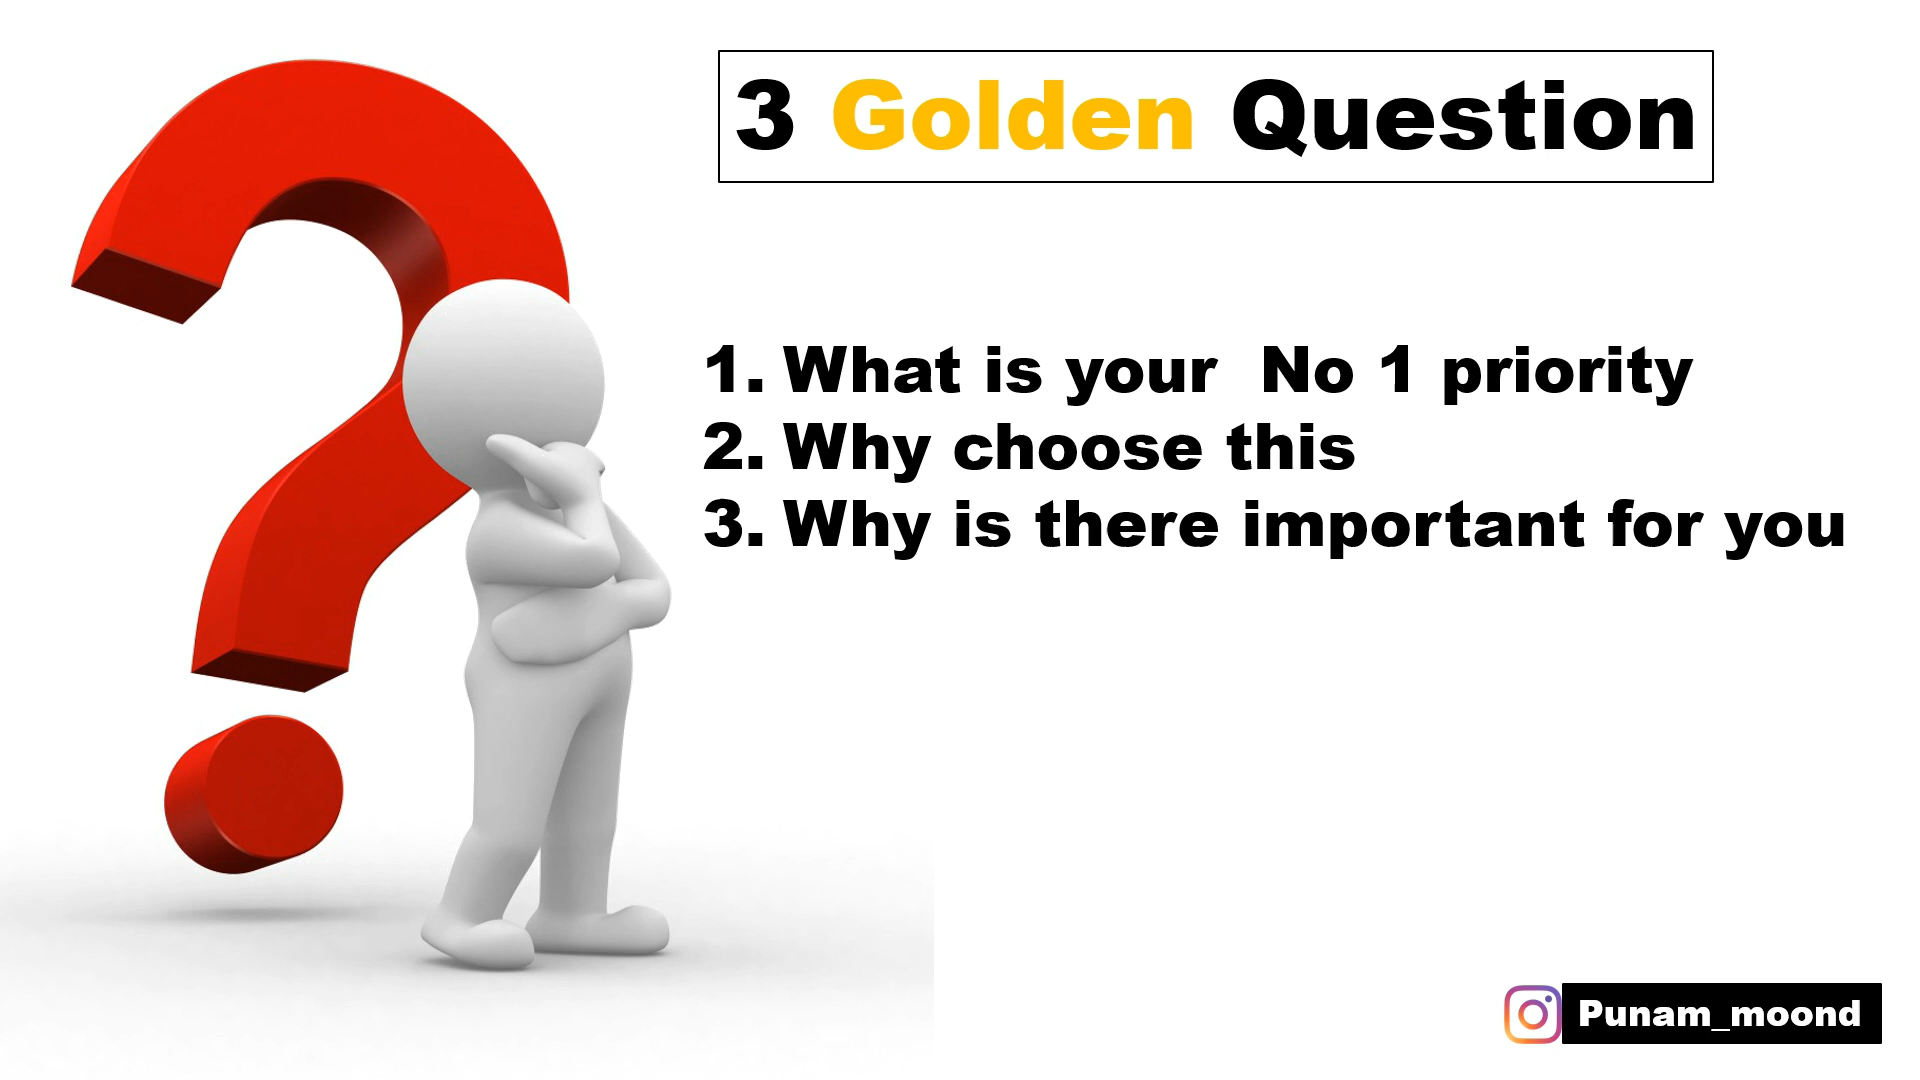 3 Golden Question
1. What is your  No 1 priority
2. Why choose this
3. Why is there important for you
Punam_moond